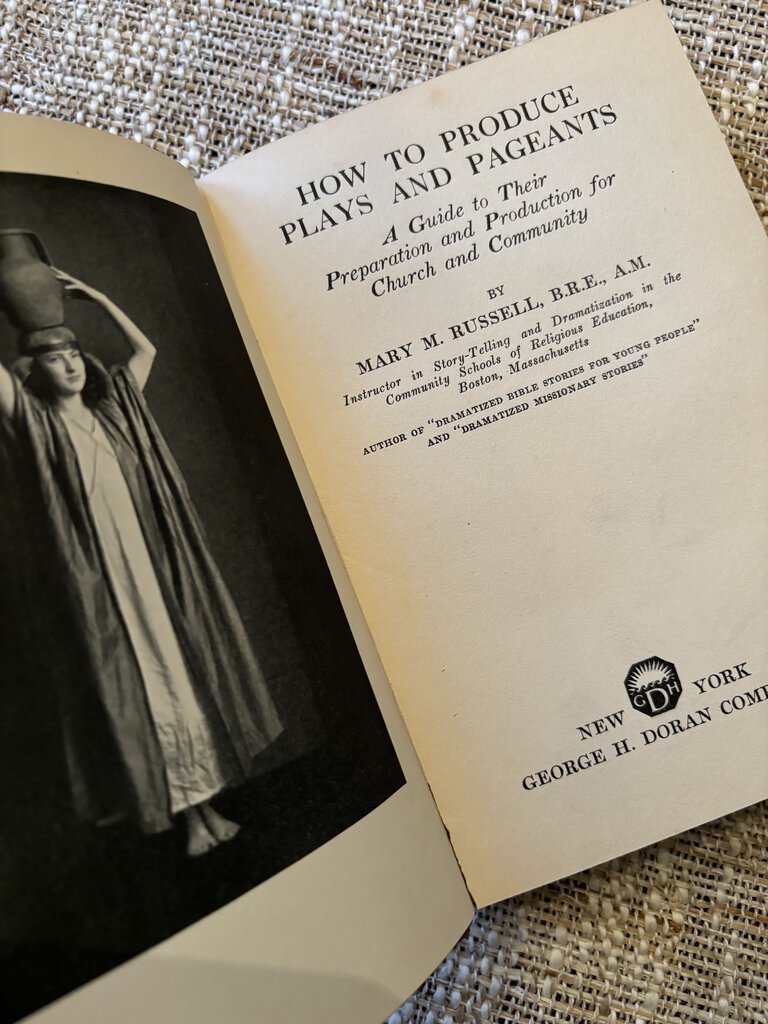 HOW TO PRODUCE
PLAYS AND PAGEANTS
A Guide to Their
Preparation and Production for
Church and Community
BY
MARY M. RUSSELL, B.R.E., A.M.
Instructor in Story-Telling and Dramatization in the
Community Schools of Religious Education,
Boston, Massachusetts
AUTHOR OF "DRAMATIZED BIBLE STORIES FOR YOUNG PEOPLE"
AND "DRAMATIZED MISSIONARY STORIES"
NEW GDH YORK
GEORGE H. DORAN COMP